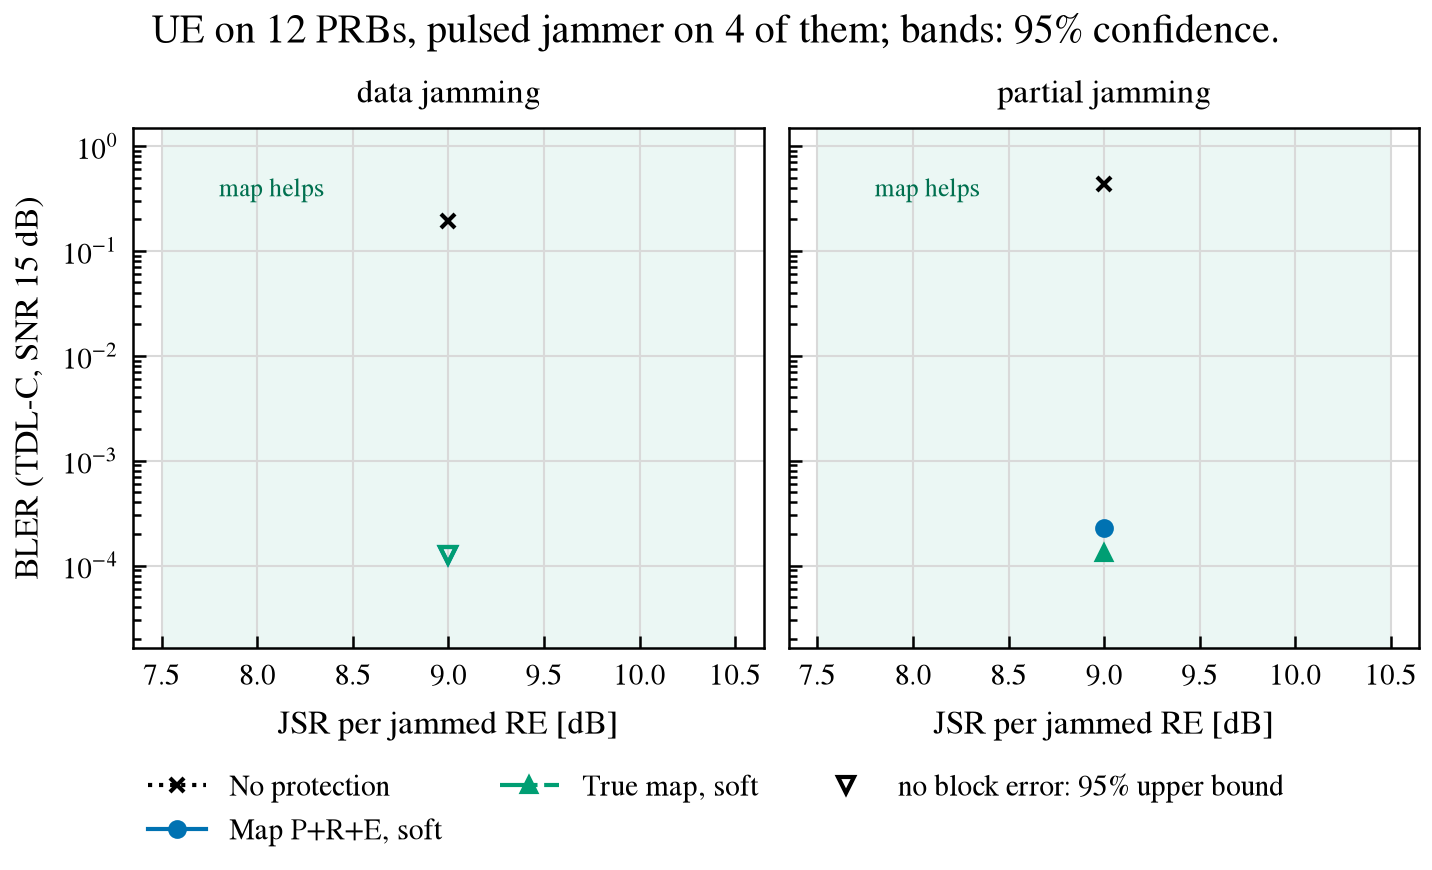 UE on 12 PRBs, pulsed jammer on 4 of them; bands: 95% confidence.
data jamming
partial jamming
BLER (TDL-C, SNR 15 dB)
10⁰
10⁻¹
10⁻²
10⁻³
10⁻⁴
map helps
map helps
7.5 8.0 8.5 9.0 9.5 10.0 10.5
7.5 8.0 8.5 9.0 9.5 10.0 10.5
JSR per jammed RE [dB]
JSR per jammed RE [dB]
No protection
True map, soft
no block error: 95% upper bound
Map P+R+E, soft